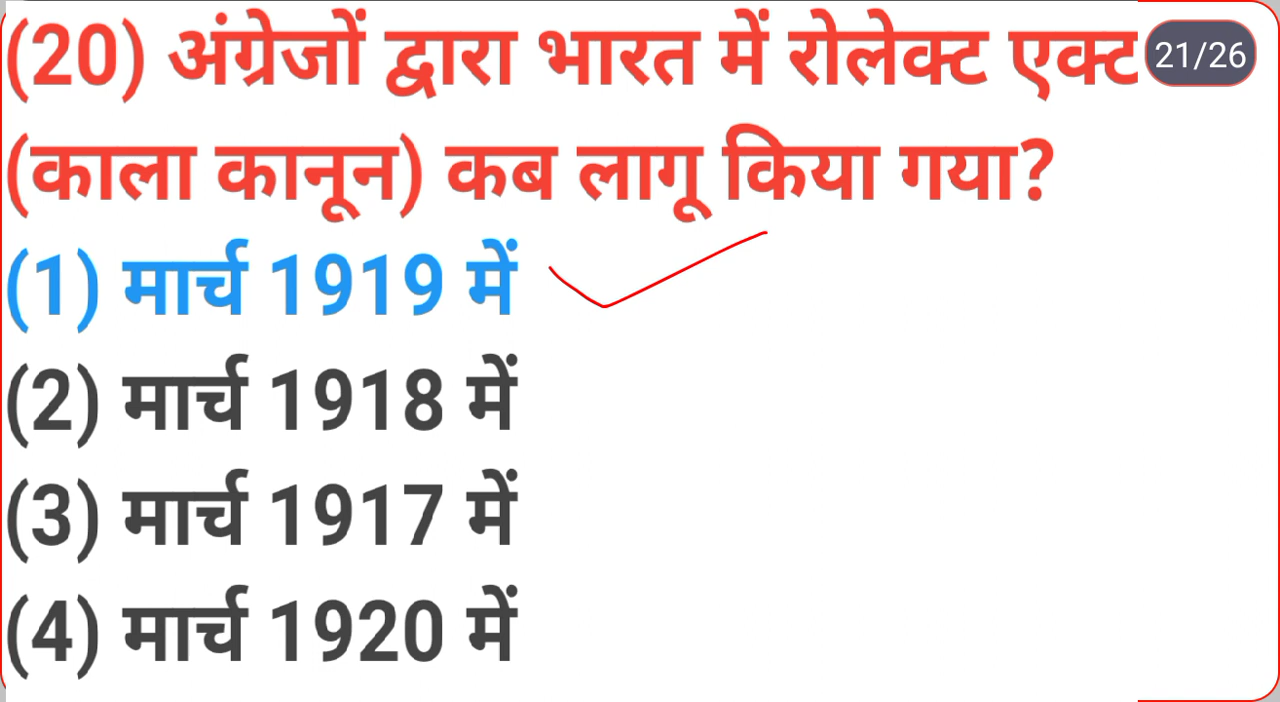 (20) अंग्रेजों द्वारा भारत में रोलेक्ट एक्ट 21/26
(काला कानून) कब लागू किया गया?
(1) मार्च 1919 में
(2) मार्च 1918 में
(3) मार्च 1917 में
(4) मार्च 1920 में